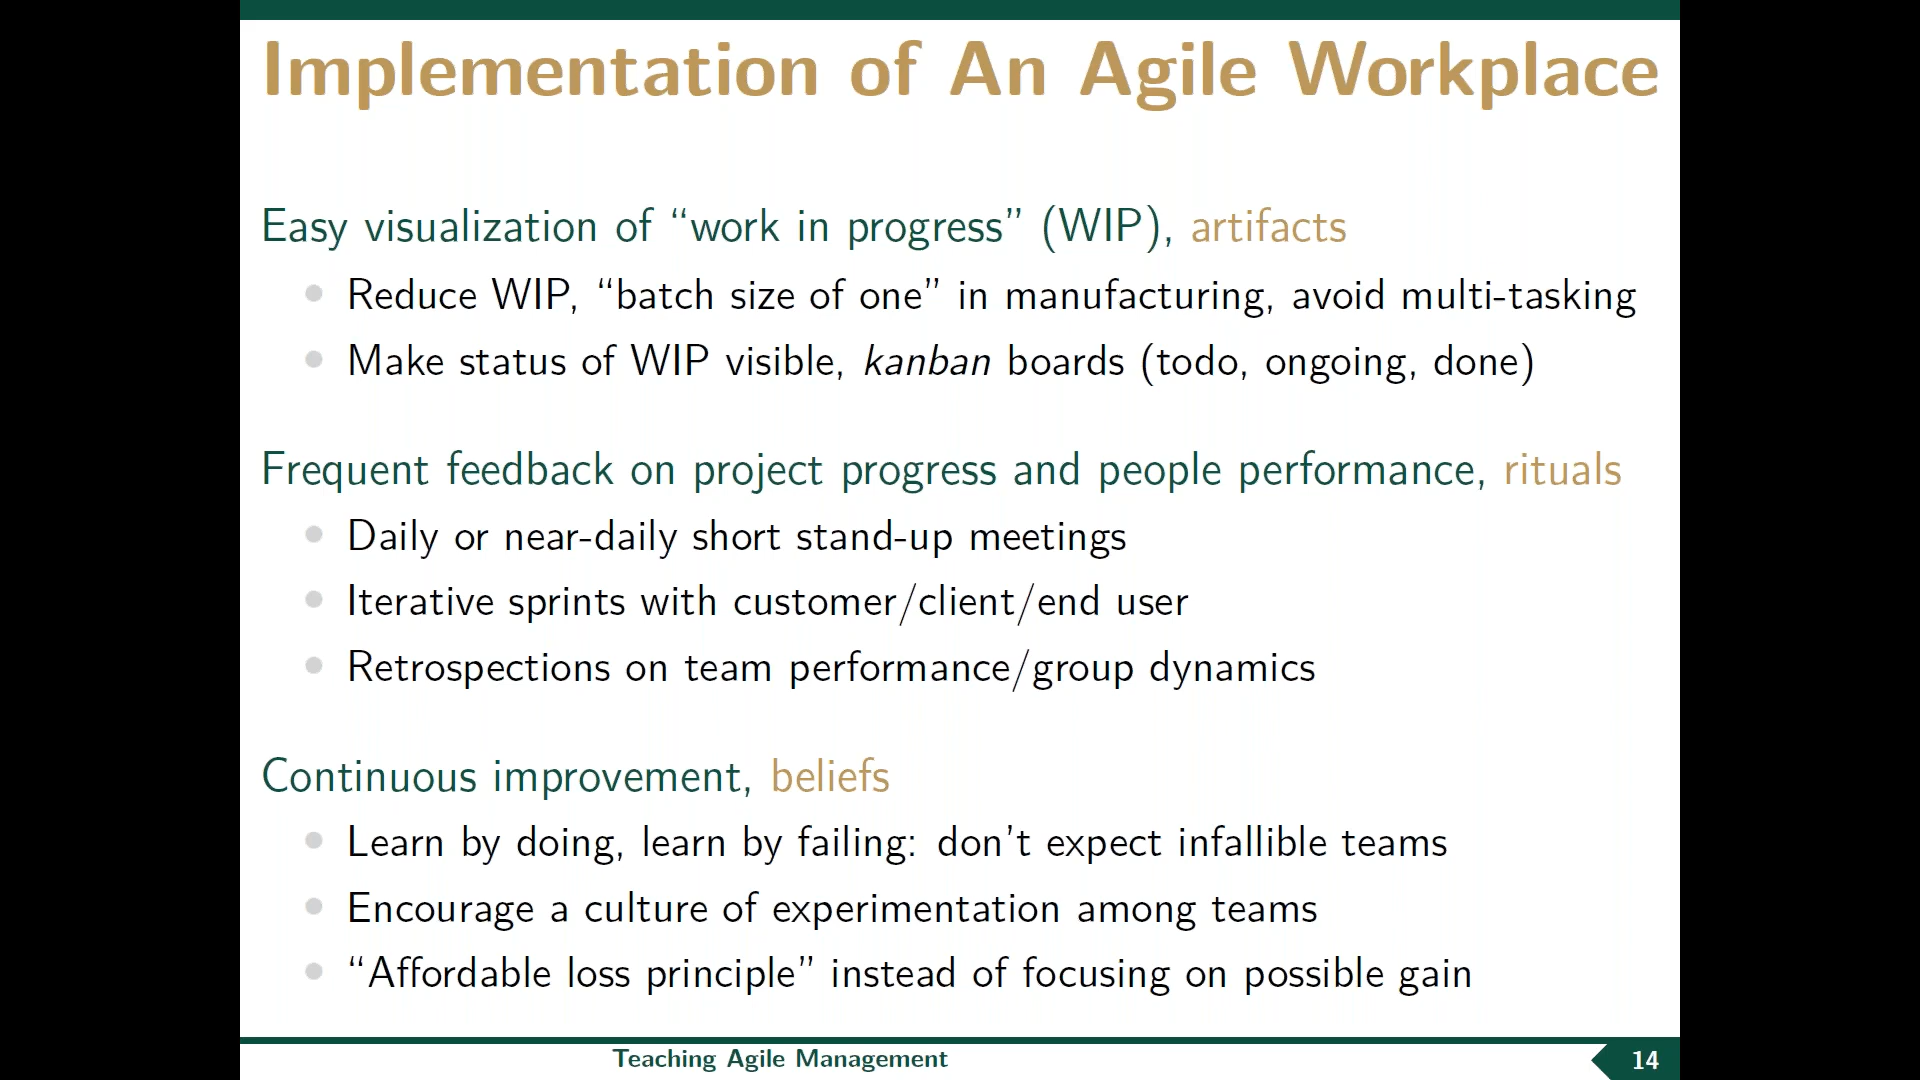 Implementation of An Agile Workplace
Easy visualization of “work in progress” (WIP), artifacts
Reduce WIP, “batch size of one” in manufacturing, avoid multi-tasking
Make status of WIP visible, kanban boards (todo, ongoing, done)
Frequent feedback on project progress and people performance, rituals
Daily or near-daily short stand-up meetings
Iterative sprints with customer/client/end user
Retrospections on team performance/group dynamics
Continuous improvement, beliefs
Learn by doing, learn by failing: don’t expect infallible teams
Encourage a culture of experimentation among teams
“Affordable loss principle” instead of focusing on possible gain
Teaching Agile Management
14